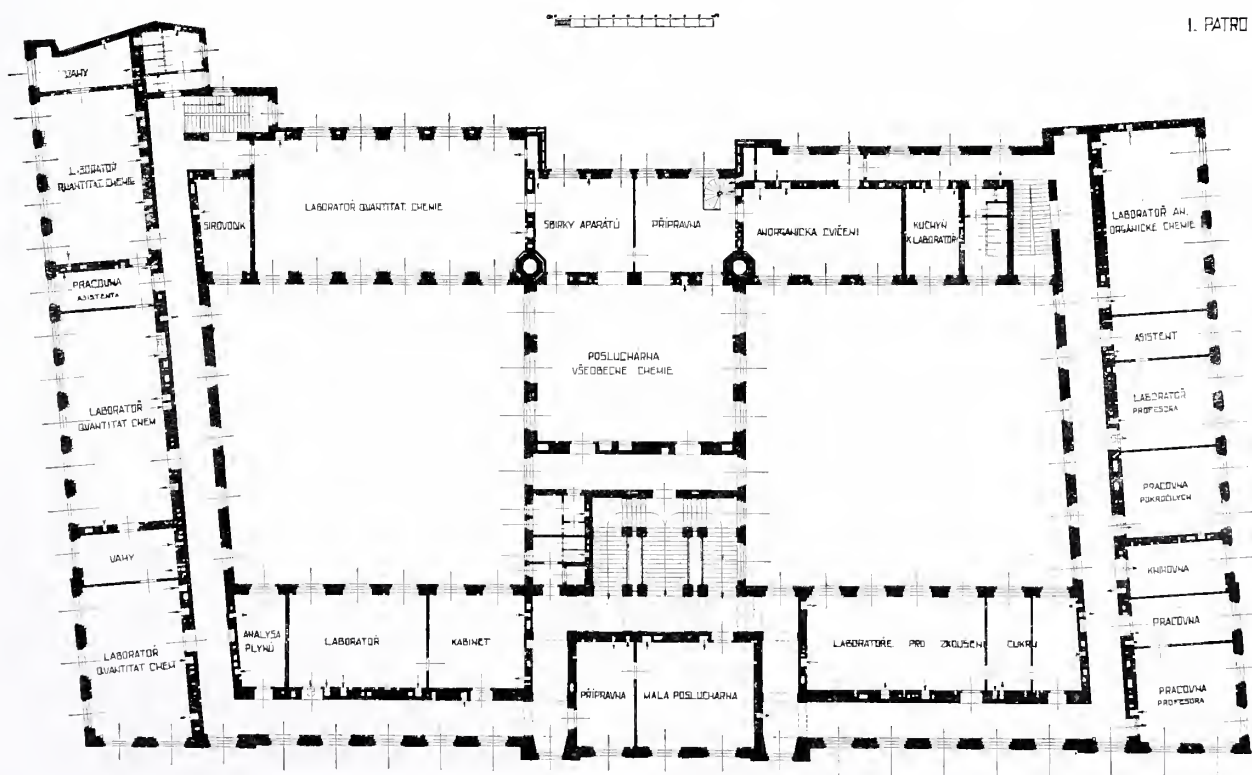 I. PATRO
VÁHY
LABORATOŘ
QUANTITAT. CHEMIE
SIROVODÍK
LABORATOŘ QUANTITAT. CHEMIE
SBÍRKY APARÁTŮ
PŘÍPRAVNA
ANORGANICKÁ CVIČENÍ
KUCHYŇ
K LABORATOŘI
LABORATOŘ AN.
ORGANICKÉ CHEMIE
PRACOVNA
ASISTENTA
ASISTENT
POSLUCHÁRNA
VŠEOBECNÉ CHEMIE
LABORATOŘ
QUANTITAT CHEM
LABORATOŘ
PROFESORA
PRACOVNA
POKROČILÝCH
VÁHY
KNIHOVNA
ANALYSA
PLYNŮ
LABORATOŘ
KABINET
LABORATOŘE PRO ZKOUŠENÍ CUKRU
PRACOVNA
LABORATOŘ
QUANTITAT CHEM
PŘÍPRAVNA
MALÁ POSLUCHÁRNA
PRACOVNA
PROFESORA